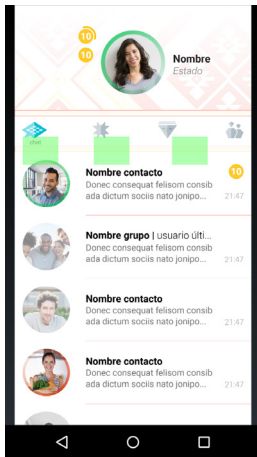 10
10
Nombre
Estado
chat
Nombre contacto
10
Donec consequat felisom consib
ada dictum sociis nato jonipo...
21:47
Nombre grupo | usuario últi...
Donec consequat felisom consib
ada dictum sociis nato jonipo...
21:47
Nombre contacto
Donec consequat felisom consib
ada dictum sociis nato jonipo...
21:47
Nombre contacto
Donec consequat felisom consib
ada dictum sociis nato jonipo...
21:47